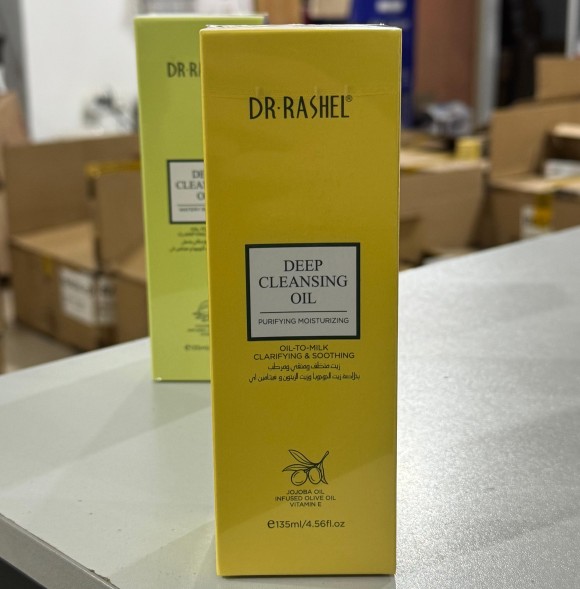 DR·RASHEL®
DEEP
CLEANSING
OIL
PURIFYING MOISTURIZING
OIL-TO-MILK
CLARIFYING & SOOTHING
زيت منظف ومنقي ومرطب
بخلاصة زيت الجوجوبا وزيت الزيتون و فيتامين اي
JOJOBA OIL
INFUSED OLIVE OIL
VITAMIN E
℮135ml/4.56fl.oz